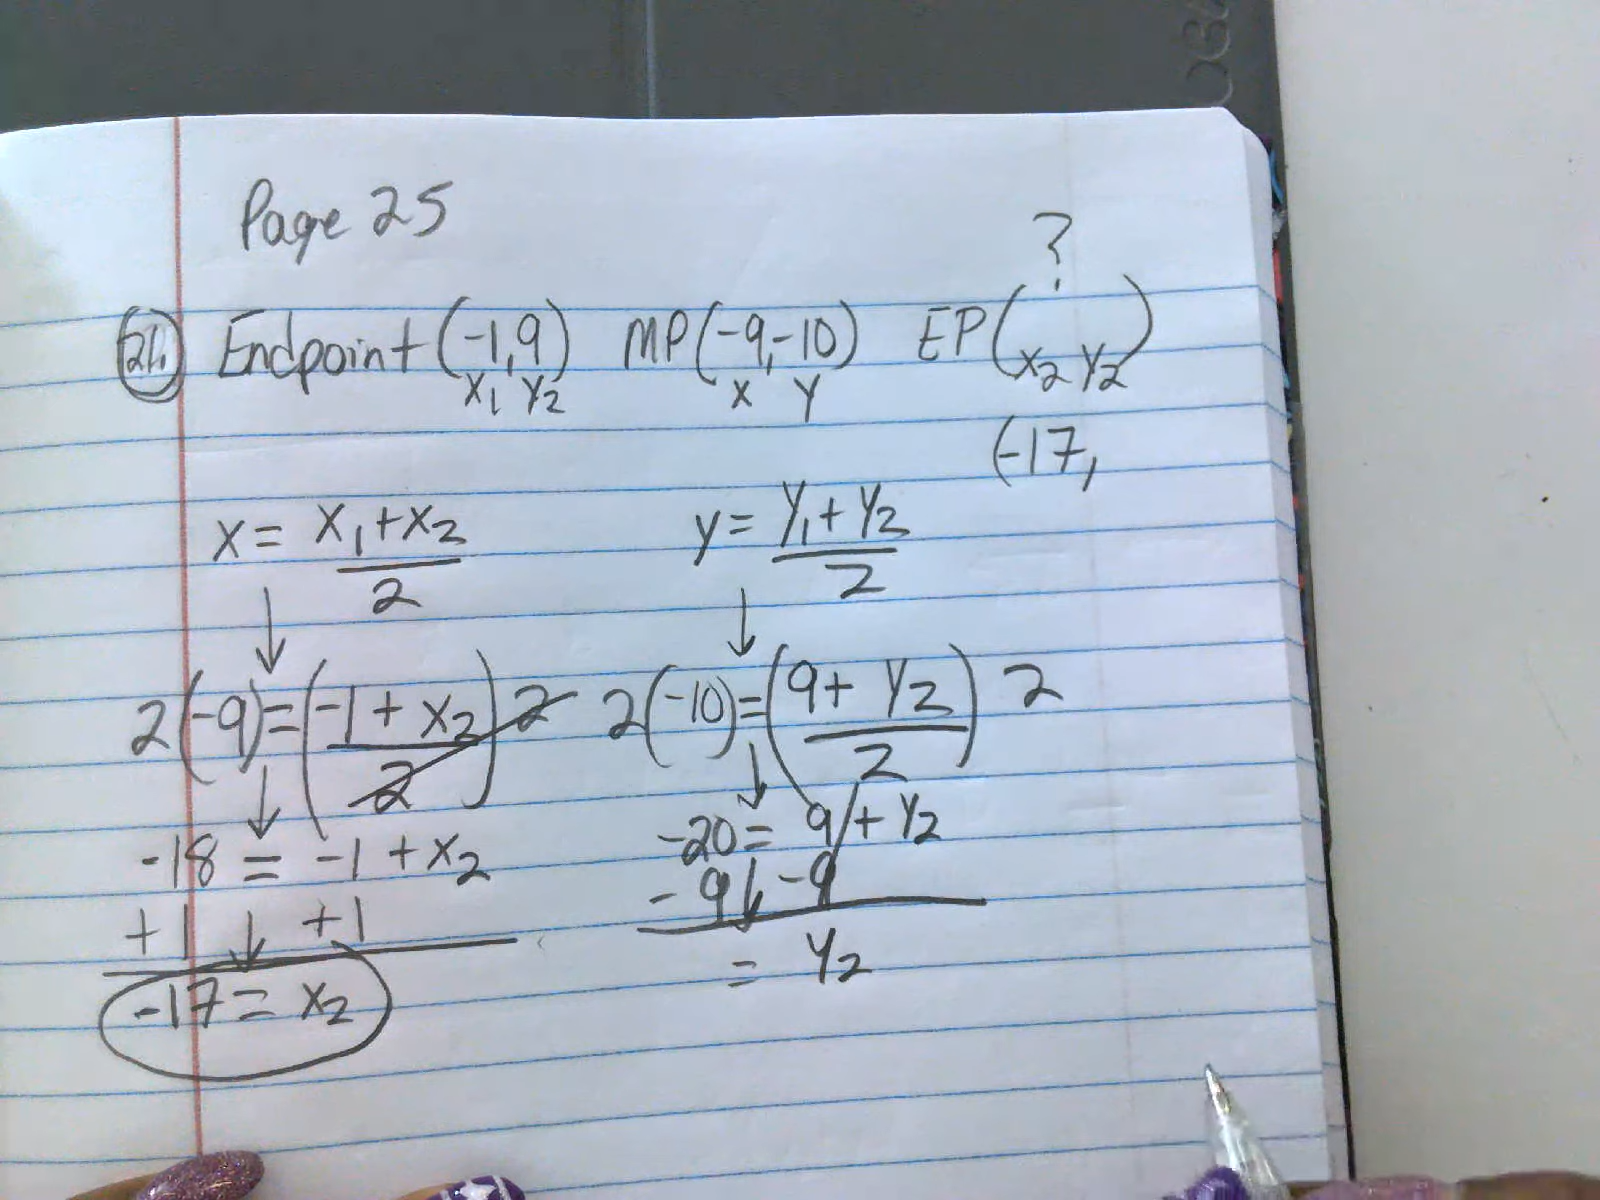 Page 25
?
21. Endpoint (-1, 9) MP (-9, -10) EP (
x₁ y₂ x y x₂ y₂ )
(-17,
x = x₁ + x₂ / 2 y = y₁ + y₂ / 2
2(-9) = (-1 + x₂ / 2) 2 2(-10) = (9 + y₂ / 2) 2
-18 = -1 + x₂ -20 = 9 + y₂
+1 +1 -9 -9
-17 = x₂ = y₂